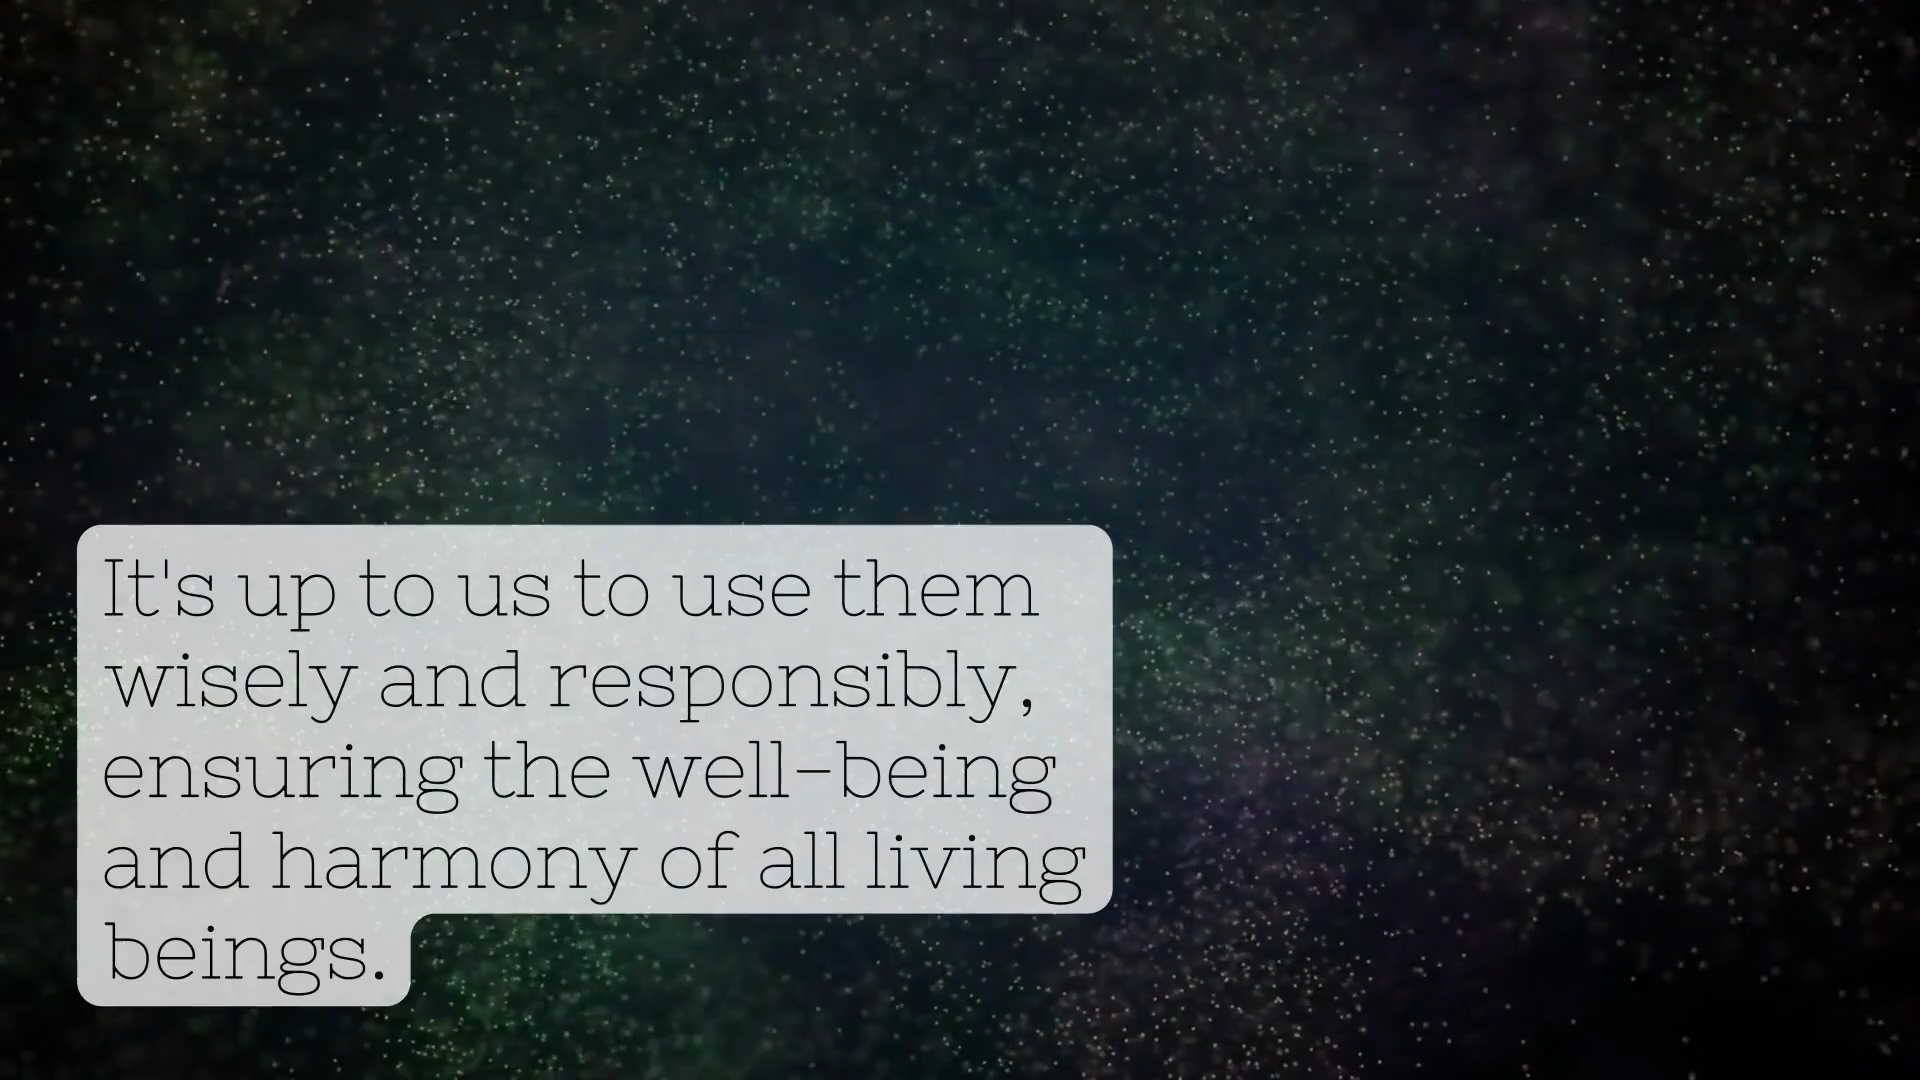 It's up to us to use them
wisely and responsibly,
ensuring the well-being
and harmony of all living
beings.